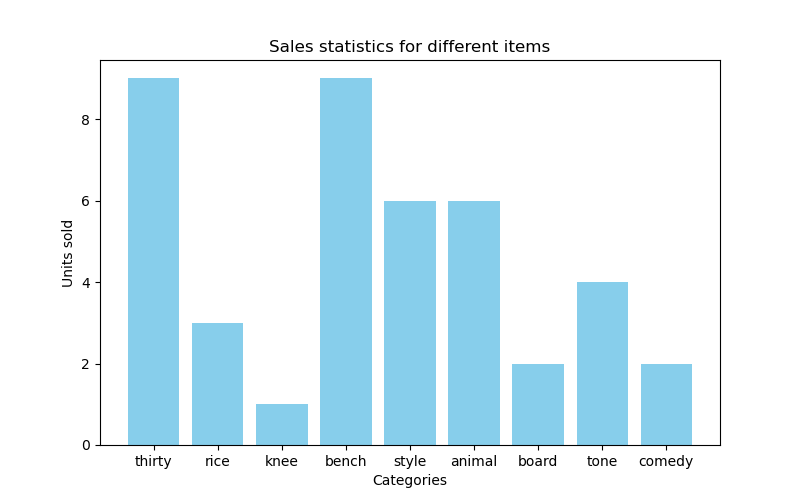 Sales statistics for different items
Units sold
8
6
4
2
0
thirty rice knee bench style animal board tone comedy
Categories